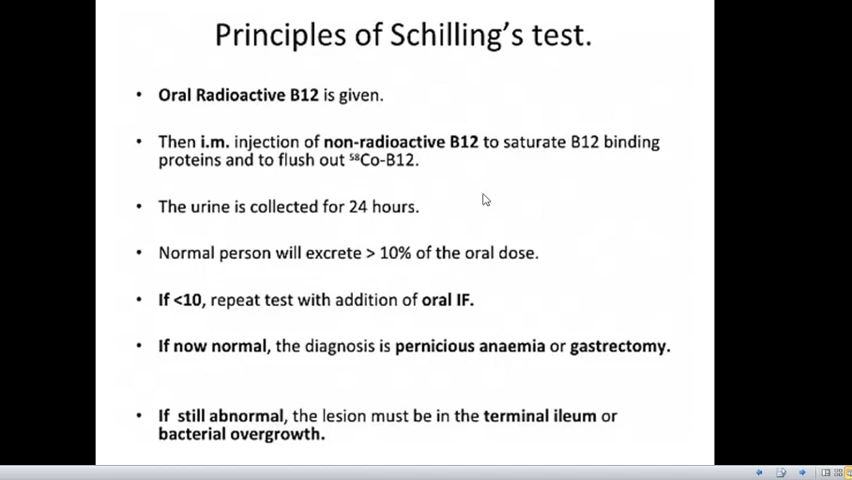 Principles of Schilling's test.
• Oral Radioactive B12 is given.
• Then i.m. injection of non-radioactive B12 to saturate B12 binding
proteins and to flush out ⁵⁸Co-B12.
• The urine is collected for 24 hours.
• Normal person will excrete > 10% of the oral dose.
• If <10, repeat test with addition of oral IF.
• If now normal, the diagnosis is pernicious anaemia or gastrectomy.
• If still abnormal, the lesion must be in the terminal ileum or
bacterial overgrowth.